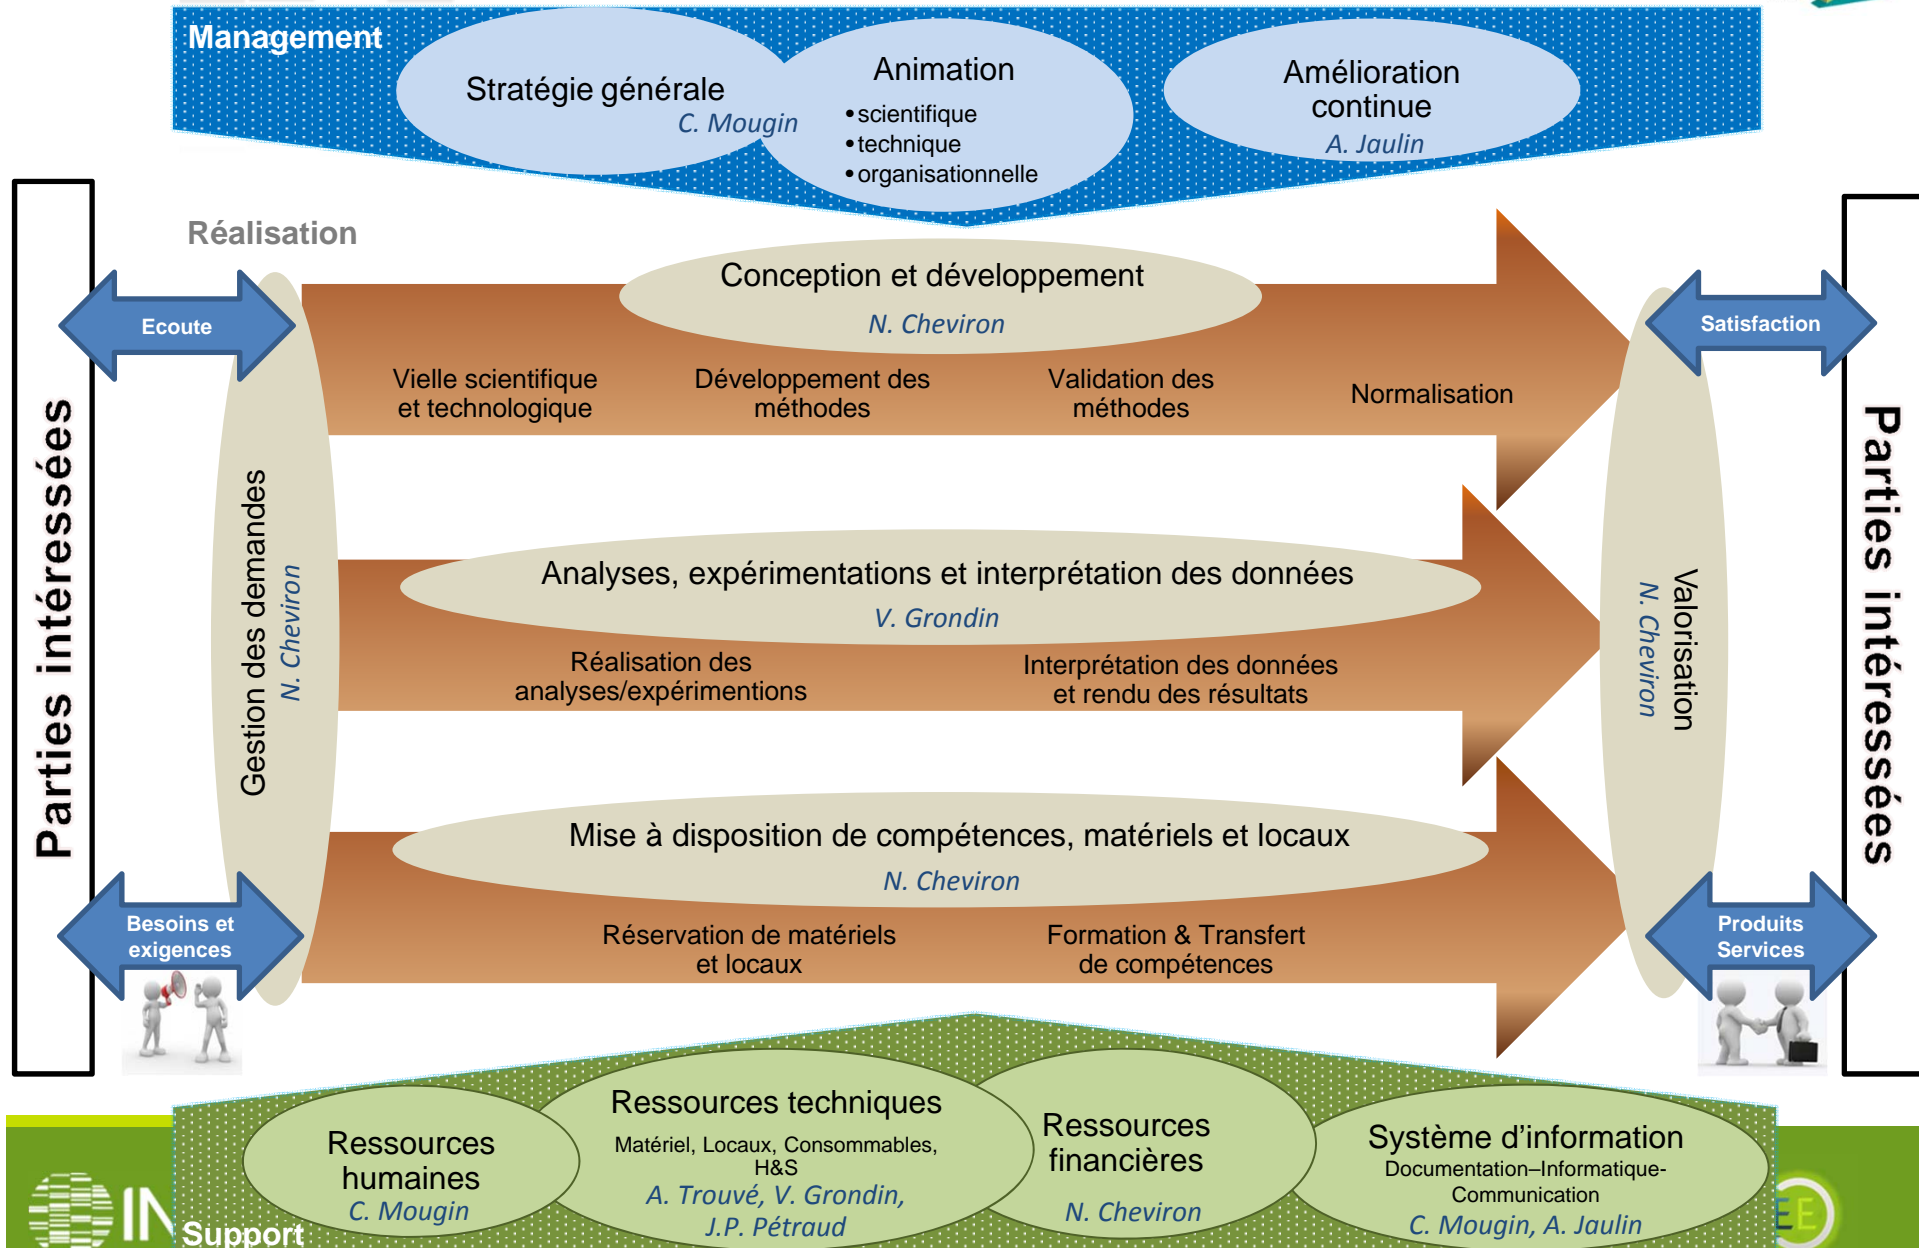 Management
Stratégie générale
C. Mougin
Animation
•scientifique
•technique
•organisationnelle
Amélioration
continue
A. Jaulin
Parties intéressées
Réalisation
Ecoute
Gestion des demandes
N. Cheviron
Besoins et
exigences
Conception et développement
N. Cheviron
Vielle scientifique
et technologique
Développement des
méthodes
Validation des
méthodes
Normalisation
Analyses, expérimentations et interprétation des données
V. Grondin
Réalisation des
analyses/expérimentions
Interprétation des données
et rendu des résultats
Mise à disposition de compétences, matériels et locaux
N. Cheviron
Réservation de matériels
et locaux
Formation & Transfert
de compétences
Satisfaction
Valorisation
N. Cheviron
Produits
Services
Parties intéressées
Ressources
humaines
C. Mougin
Ressources techniques
Matériel, Locaux, Consommables,
H&S
A. Trouvé, V. Grondin,
J.P. Pétraud
Ressources
financières
N. Cheviron
Système d’information
Documentation–Informatique-
Communication
C. Mougin, A. Jaulin
Support